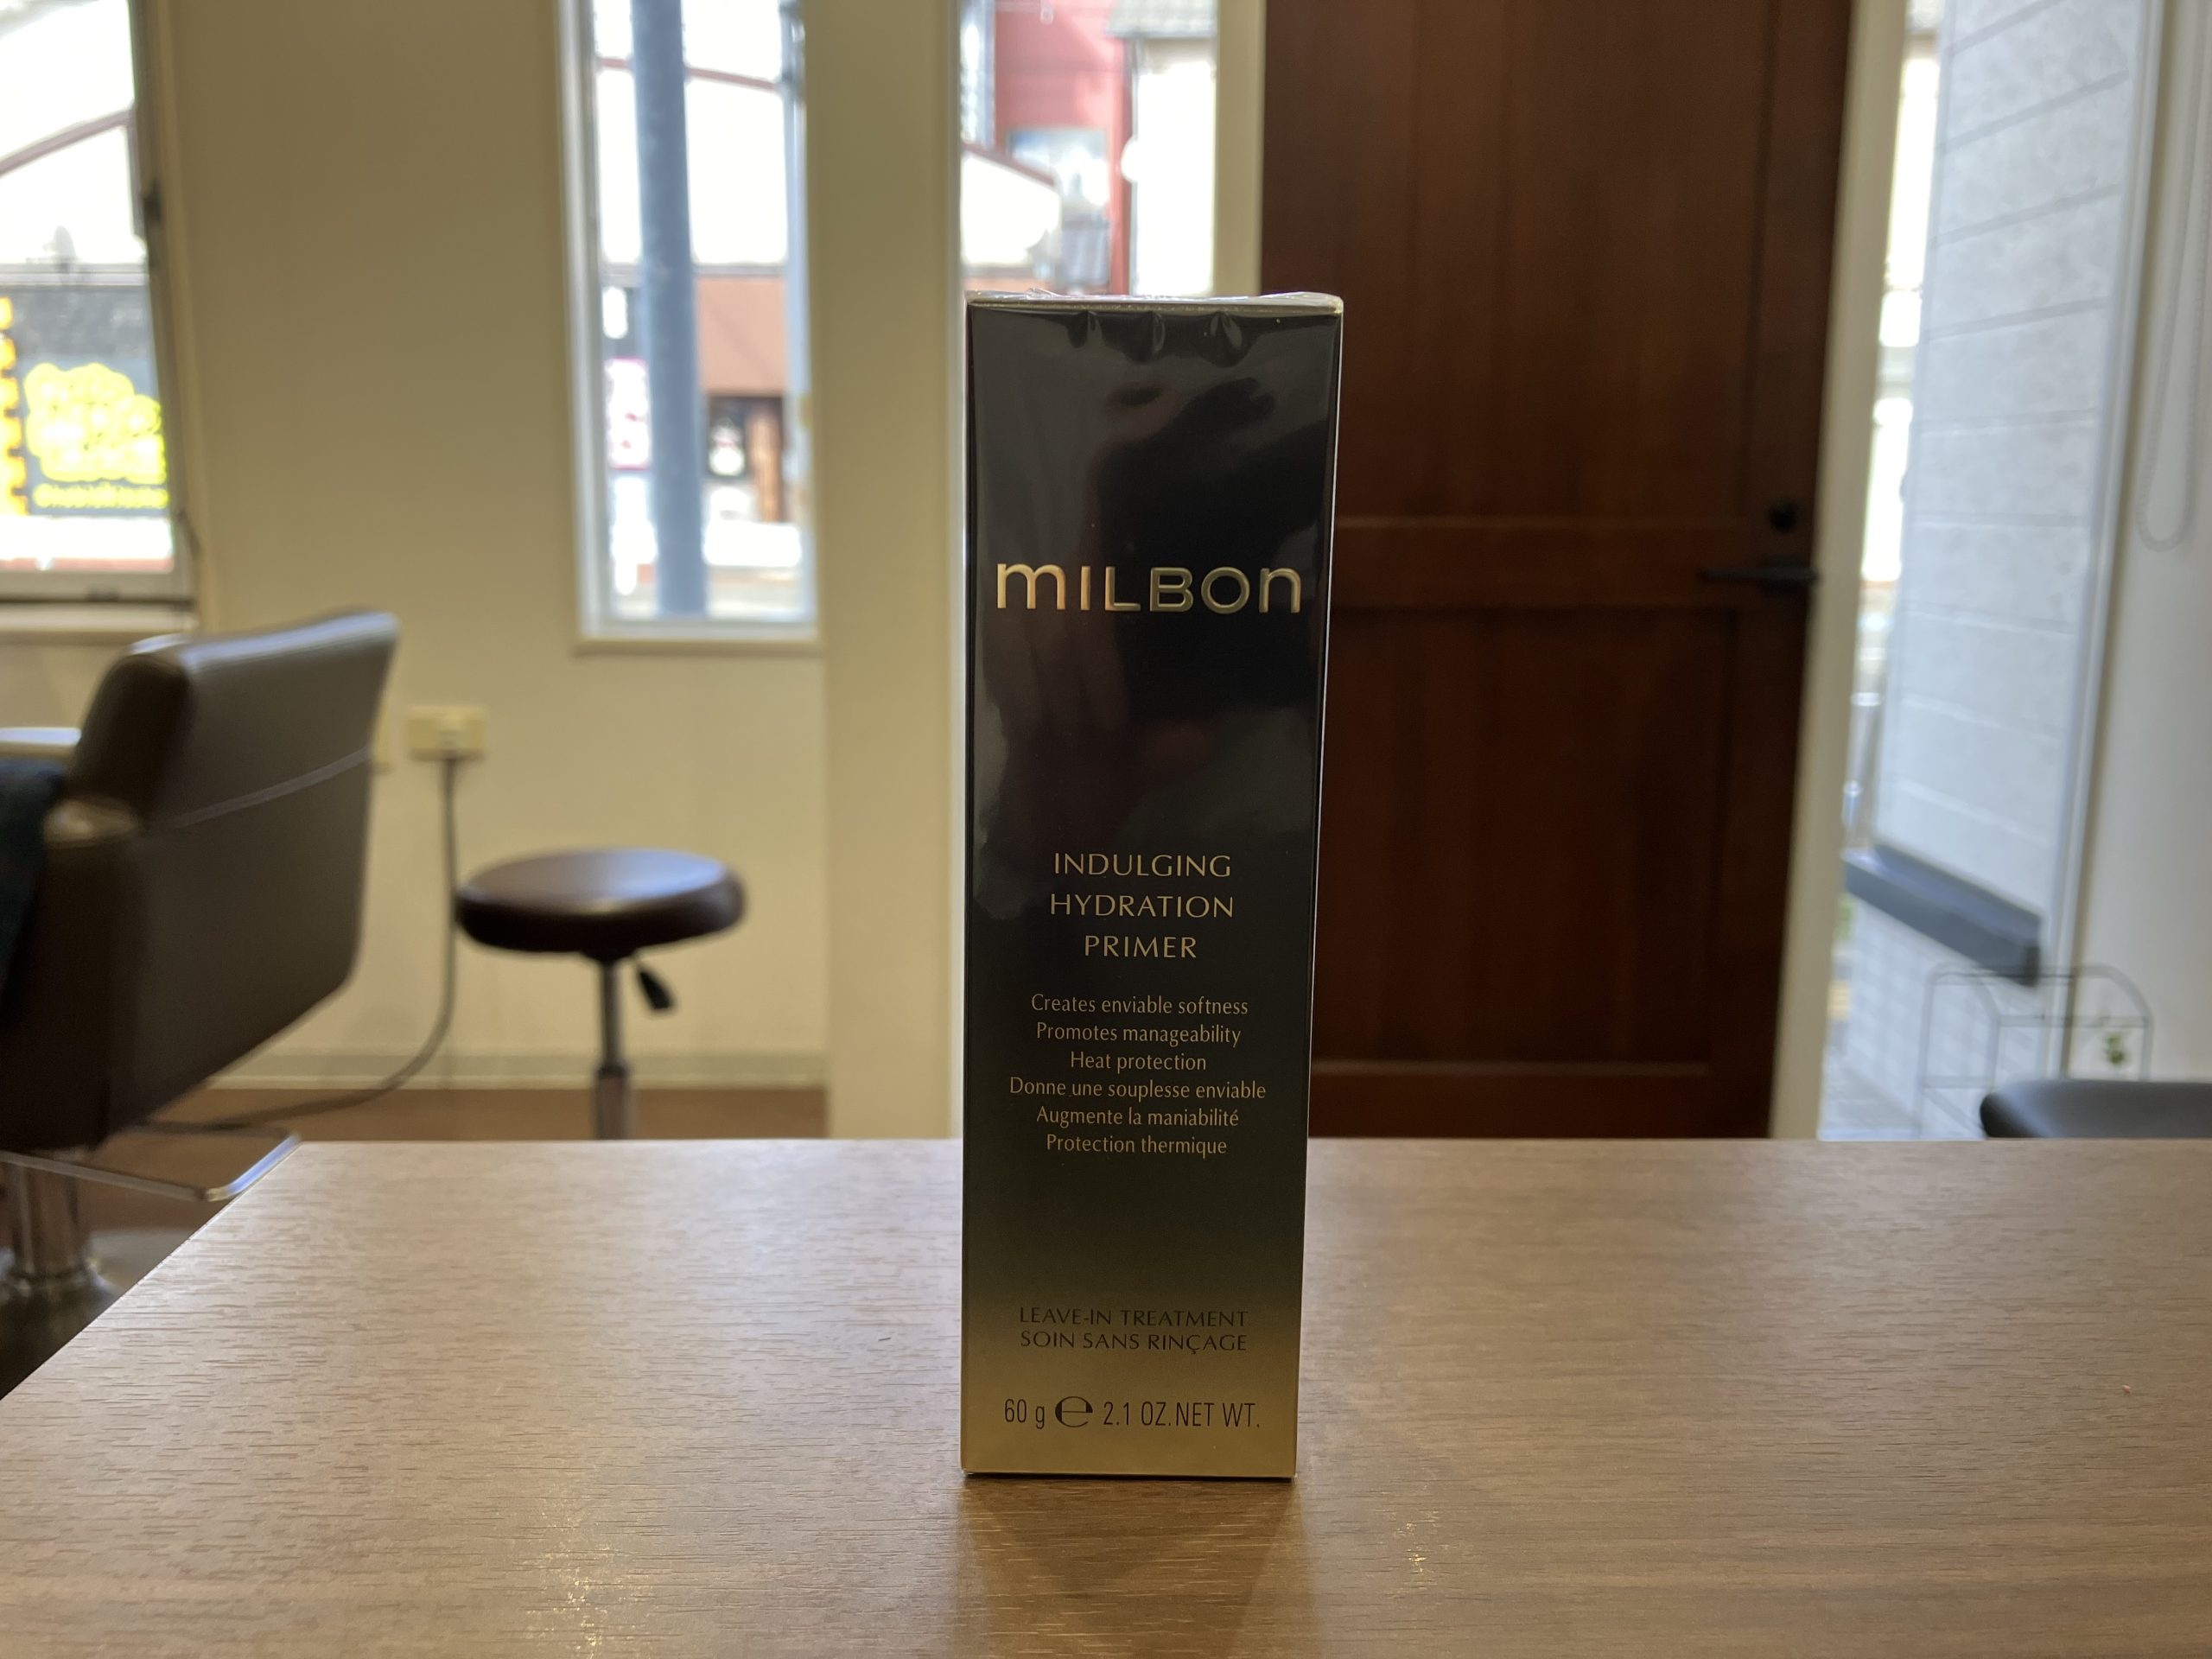 mILBOn
INDULGING
HYDRATION
PRIMER
Creates enviable softness
Promotes manageability
Heat protection
Donne une souplesse enviable
Augmente la maniabilité
Protection thermique
LEAVE-IN TREATMENT
SOIN SANS RINÇAGE
60 g ℮ 2.1 OZ.NET WT.